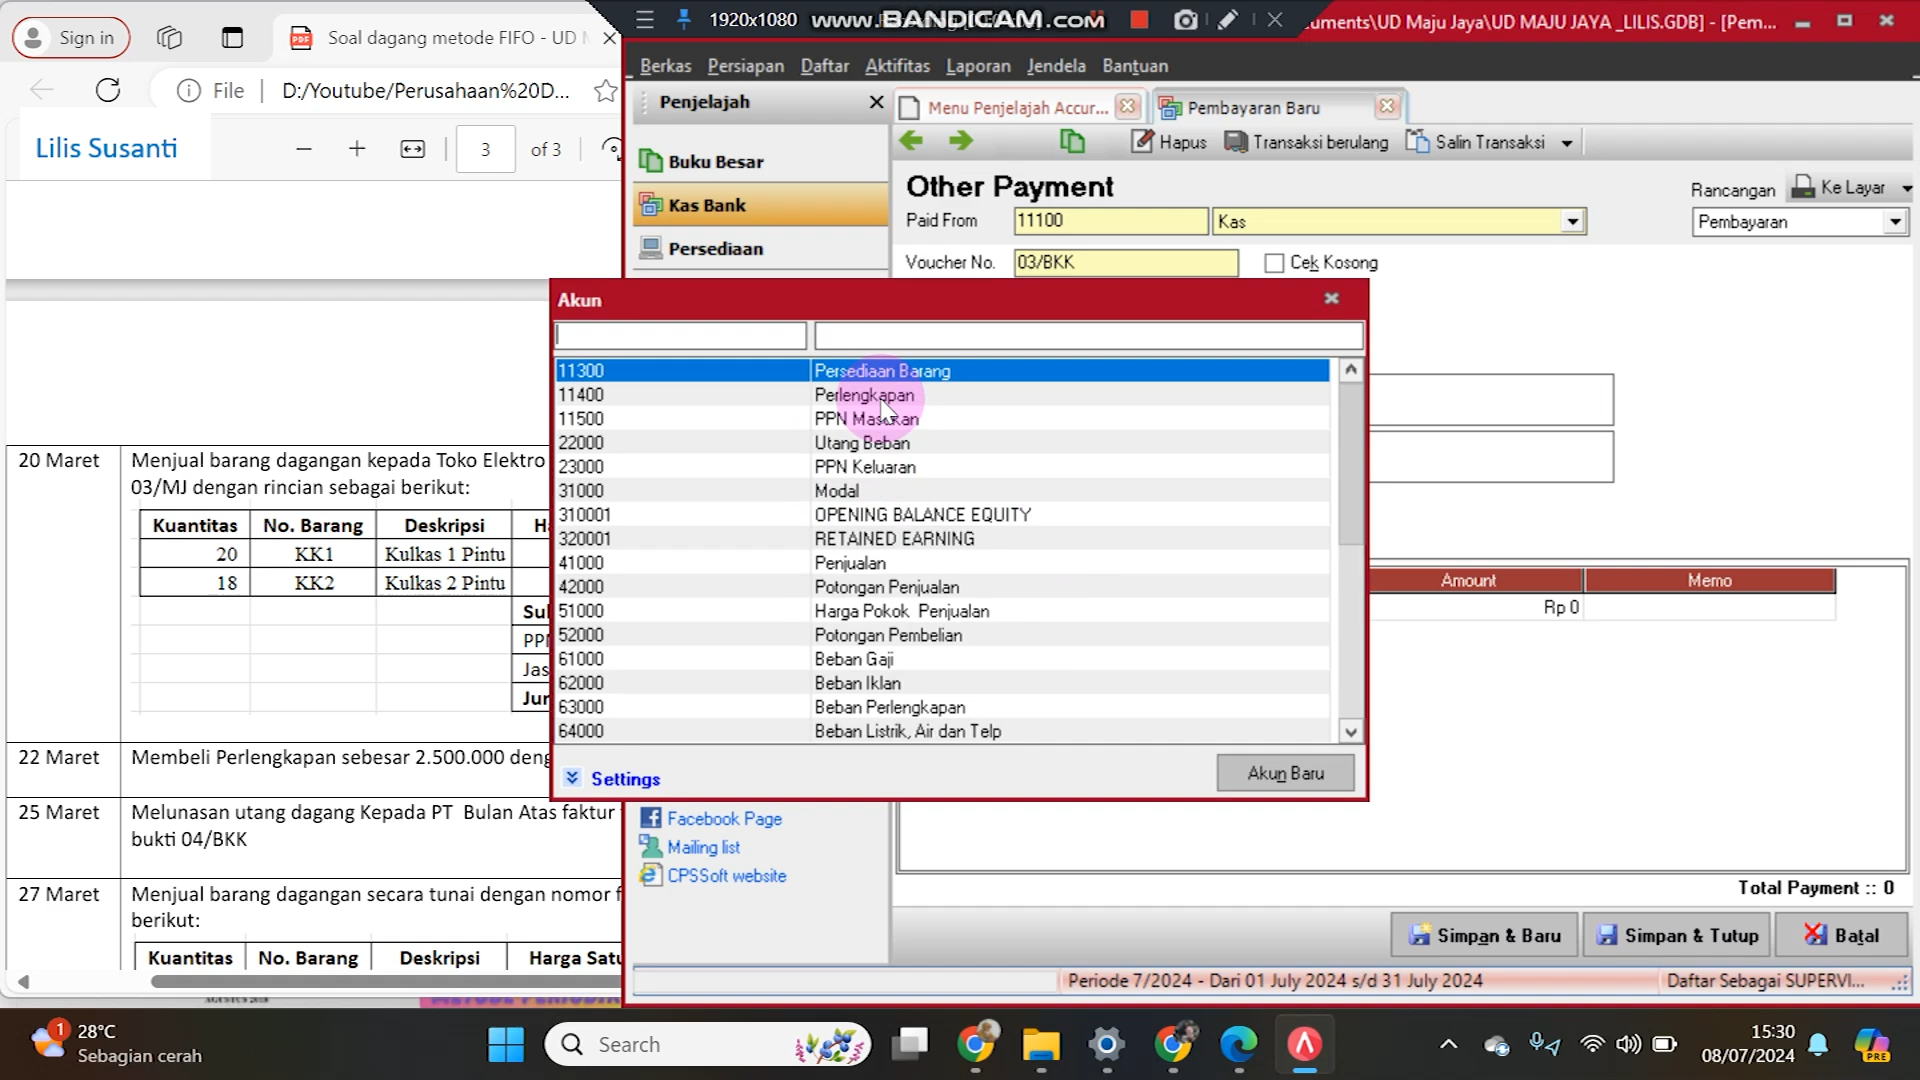 Sign in
Soal dagang metode FIFO - UD M
1920x1080
www.BANDICAM.com
cuments\UD Maju Jaya\UD MAJU JAYA _LILIS.GDB] - [Pem...
File
D:/Youtube/Perusahaan%20D...
Berkas Persiapan Daftar Aktifitas Laporan Jendela Bantuan
Lilis Susanti
3 of 3
Penjelajah
Menu Penjelajah Accur...
Pembayaran Baru
Hapus
Transaksi berulang
Salin Transaksi
Buku Besar
Kas Bank
Persediaan
Other Payment
Rancangan
Ke Layar
Paid From
11100
Kas
Pembayaran
Voucher No.
03/BKK
Cek Kosong
Akun
11300 Persediaan Barang
11400 Perlengkapan
11500 PPN Masukan
22000 Utang Beban
23000 PPN Keluaran
31000 Modal
310001 OPENING BALANCE EQUITY
320001 RETAINED EARNING
41000 Penjualan
42000 Potongan Penjualan
51000 Harga Pokok Penjualan
52000 Potongan Pembelian
61000 Beban Gaji
62000 Beban Iklan
63000 Beban Perlengkapan
64000 Beban Listrik, Air dan Telp
Settings
Akun Baru
Amount Memo
Rp 0
20 Maret
Menjual barang dagangan kepada Toko Elektro
03/MJ dengan rincian sebagai berikut:
Kuantitas No. Barang Deskripsi Ha
20 KK1 Kulkas 1 Pintu
18 KK2 Kulkas 2 Pintu
Sul
PPN
Jas
Jur
22 Maret
Membeli Perlengkapan sebesar 2.500.000 deng
25 Maret
Melunasan utang dagang Kepada PT Bulan Atas faktur
bukti 04/BKK
27 Maret
Menjual barang dagangan secara tunai dengan nomor f
berikut:
Kuantitas No. Barang Deskripsi Harga Satu
Facebook Page
Mailing list
CPSSoft website
Total Payment :: 0
Simpan & Baru
Simpan & Tutup
Batal
Periode 7/2024 - Dari 01 July 2024 s/d 31 July 2024
Daftar Sebagai SUPERVI...
1
28°C
Sebagian cerah
Search
15:30
08/07/2024
PRE